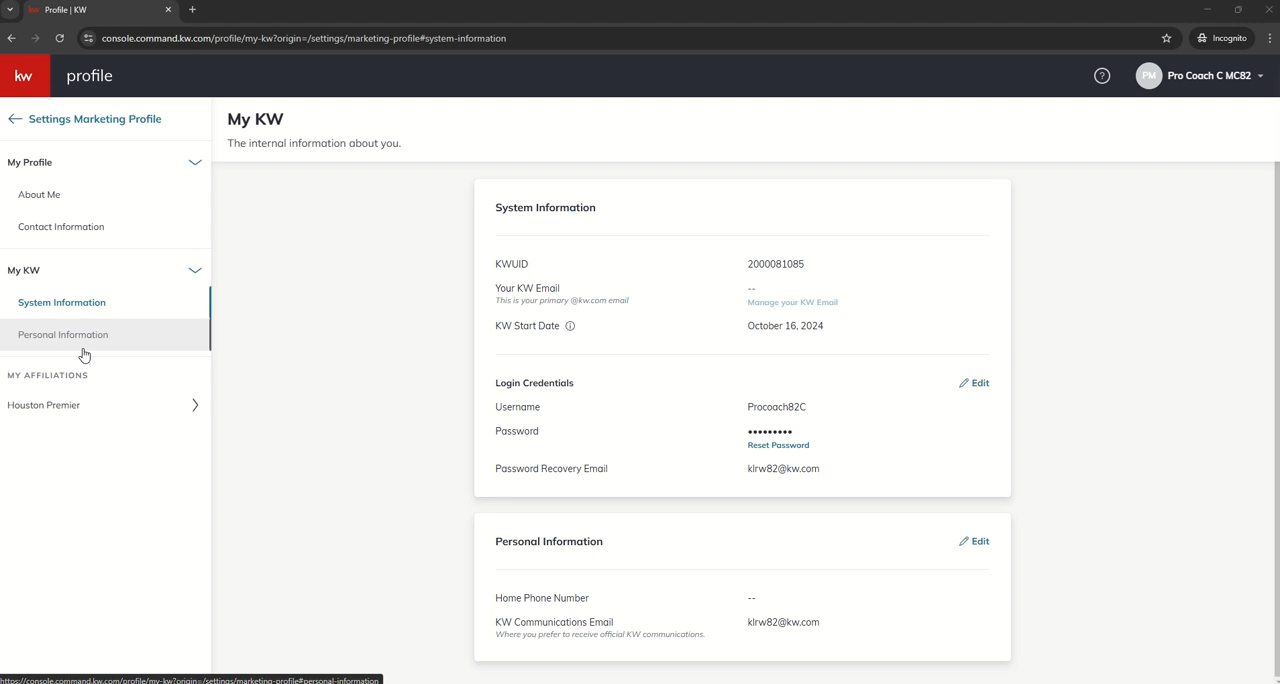 Profile | KW
console.command.kw.com/profile/my-kw?origin=/settings/marketing-profile#system-information
Incognito
kw
profile
?
PM
Pro Coach C MC82
Settings Marketing Profile
My Profile
About Me
Contact Information
My KW
System Information
Personal Information
MY AFFILIATIONS
Houston Premier
My KW
The internal information about you.
System Information
KWUID 2000081085
Your KW Email --
This is your primary @kw.com email Manage your KW Email
KW Start Date October 16, 2024
Login Credentials Edit
Username Procoach82C
Password •••••••••
Reset Password
Password Recovery Email klrw82@kw.com
Personal Information Edit
Home Phone Number --
KW Communications Email klrw82@kw.com
Where you prefer to receive official KW communications.
https://console.command.kw.com/profile/my-kw?origin=/settings/marketing-profile#personal-information